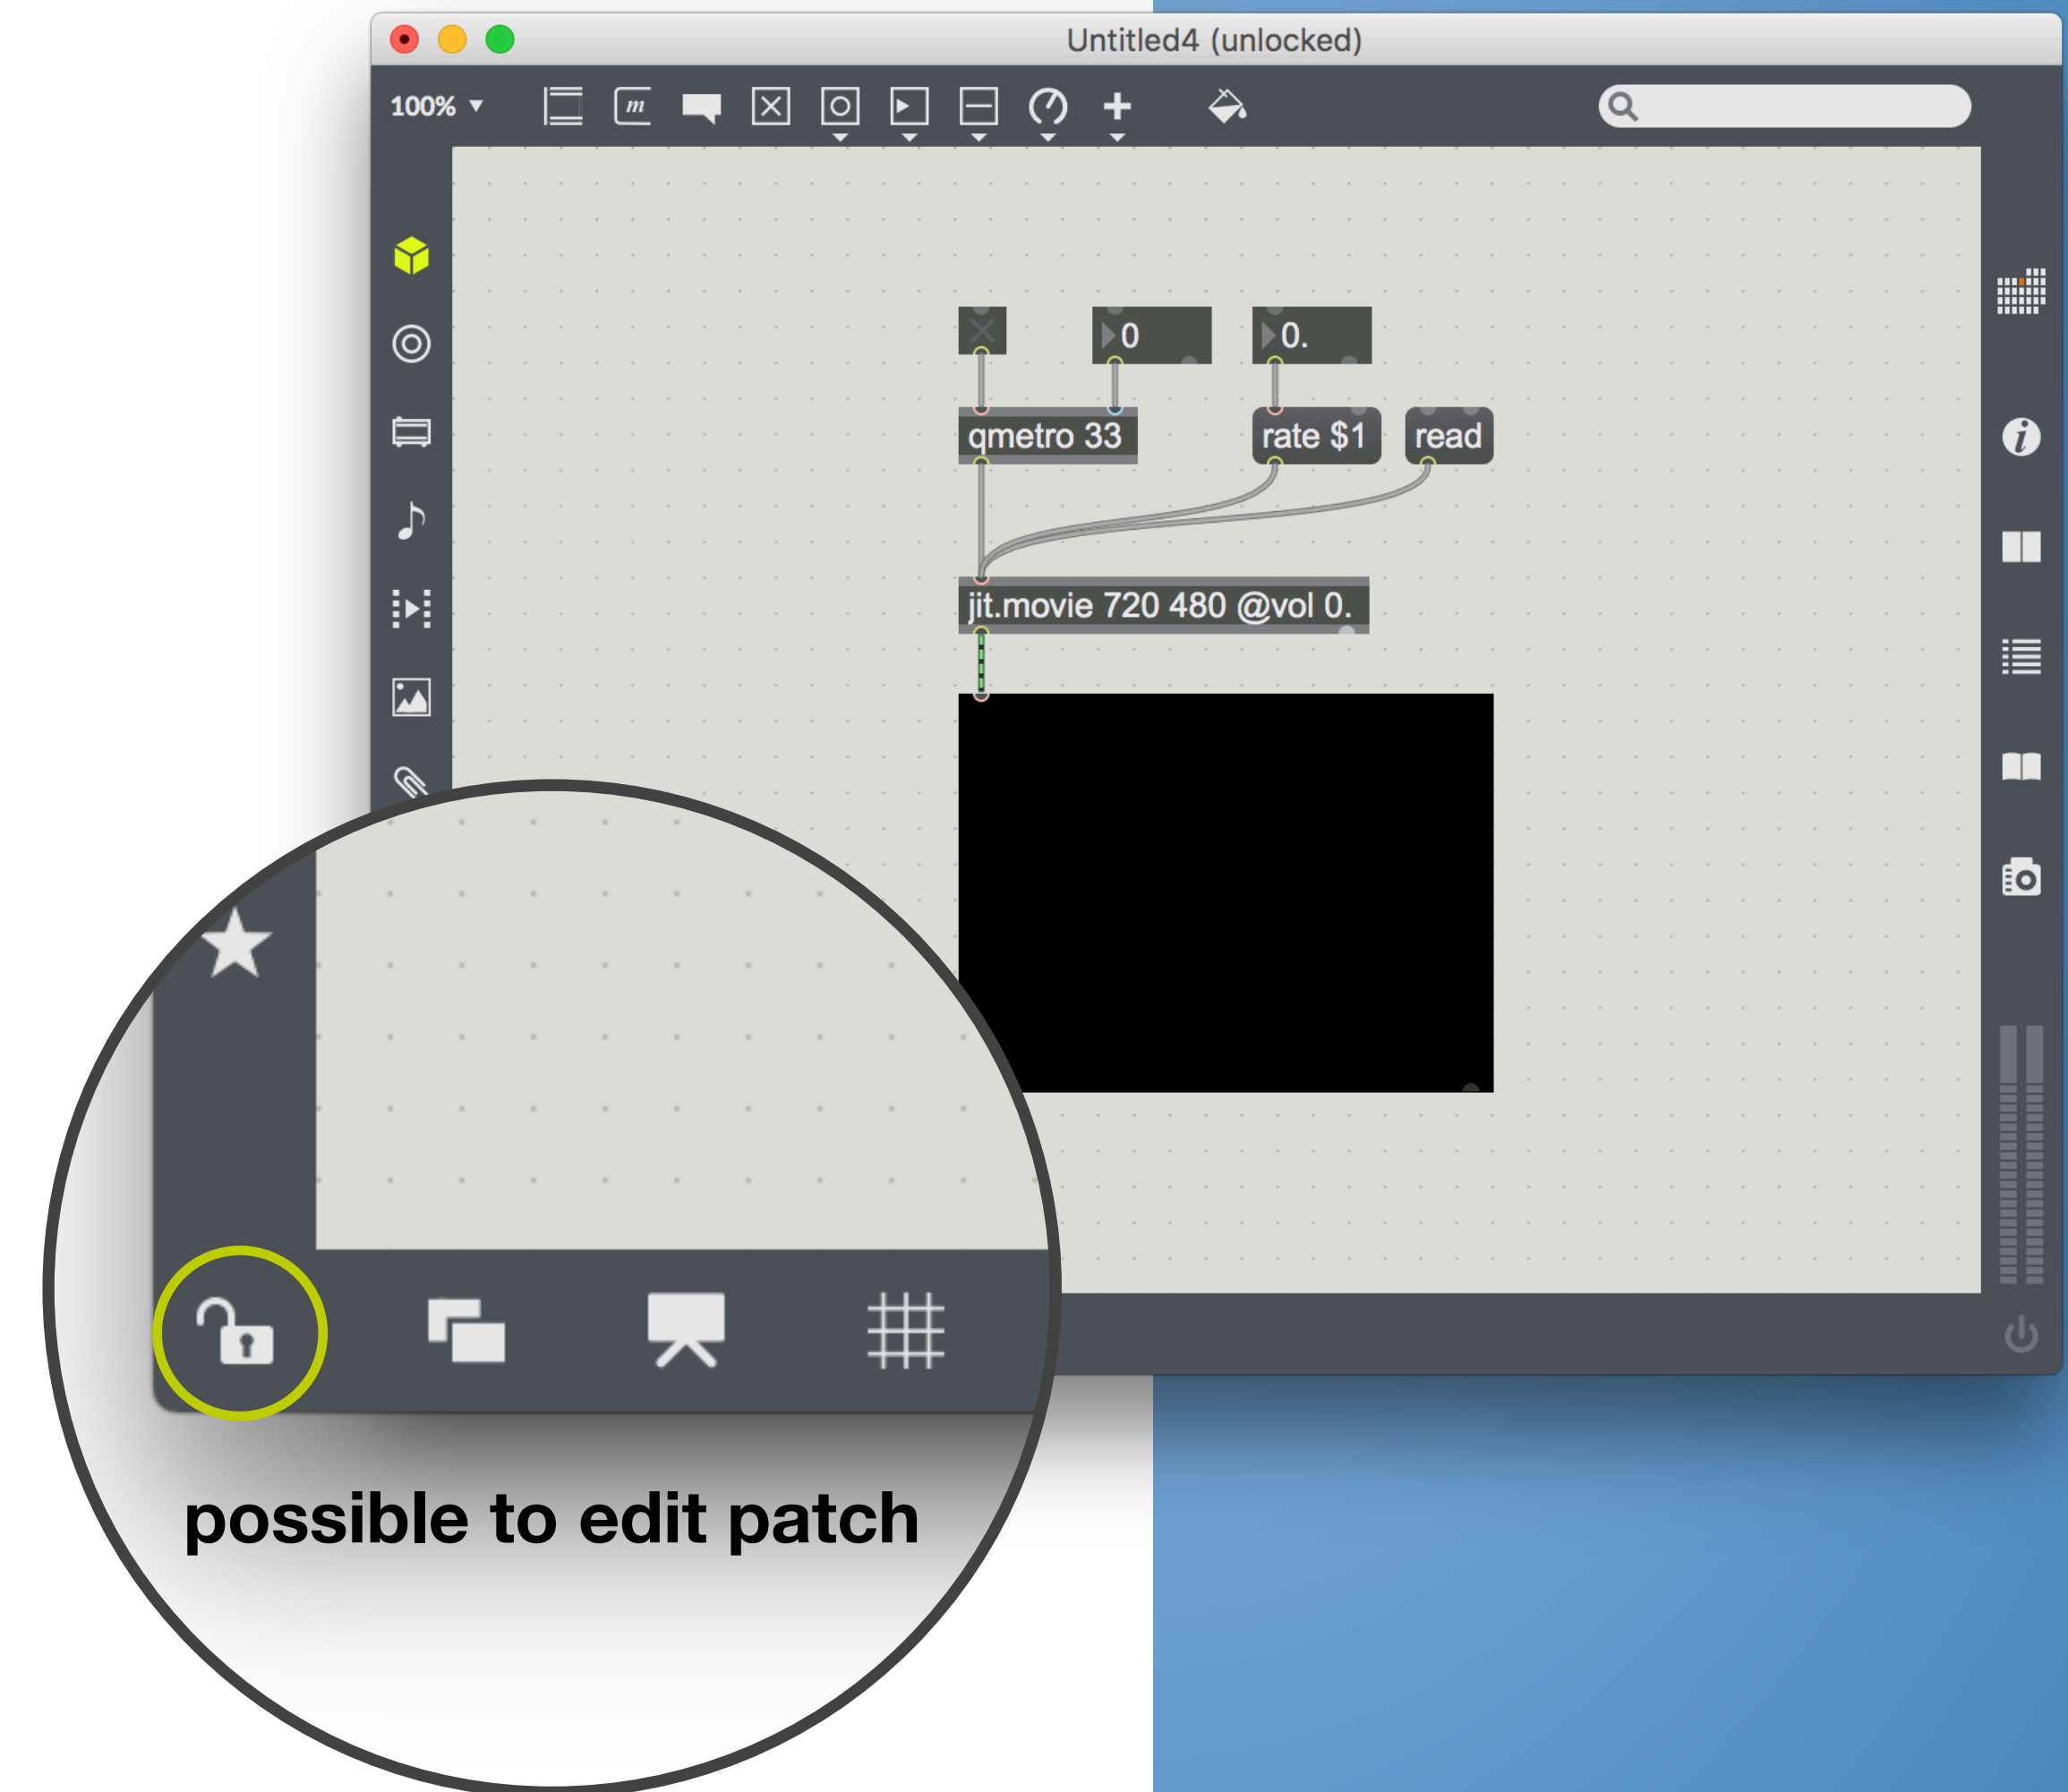 Untitled4 (unlocked)
100%
m
0
0.
qmetro 33
rate $1
read
jit.movie 720 480 @vol 0.
possible to edit patch